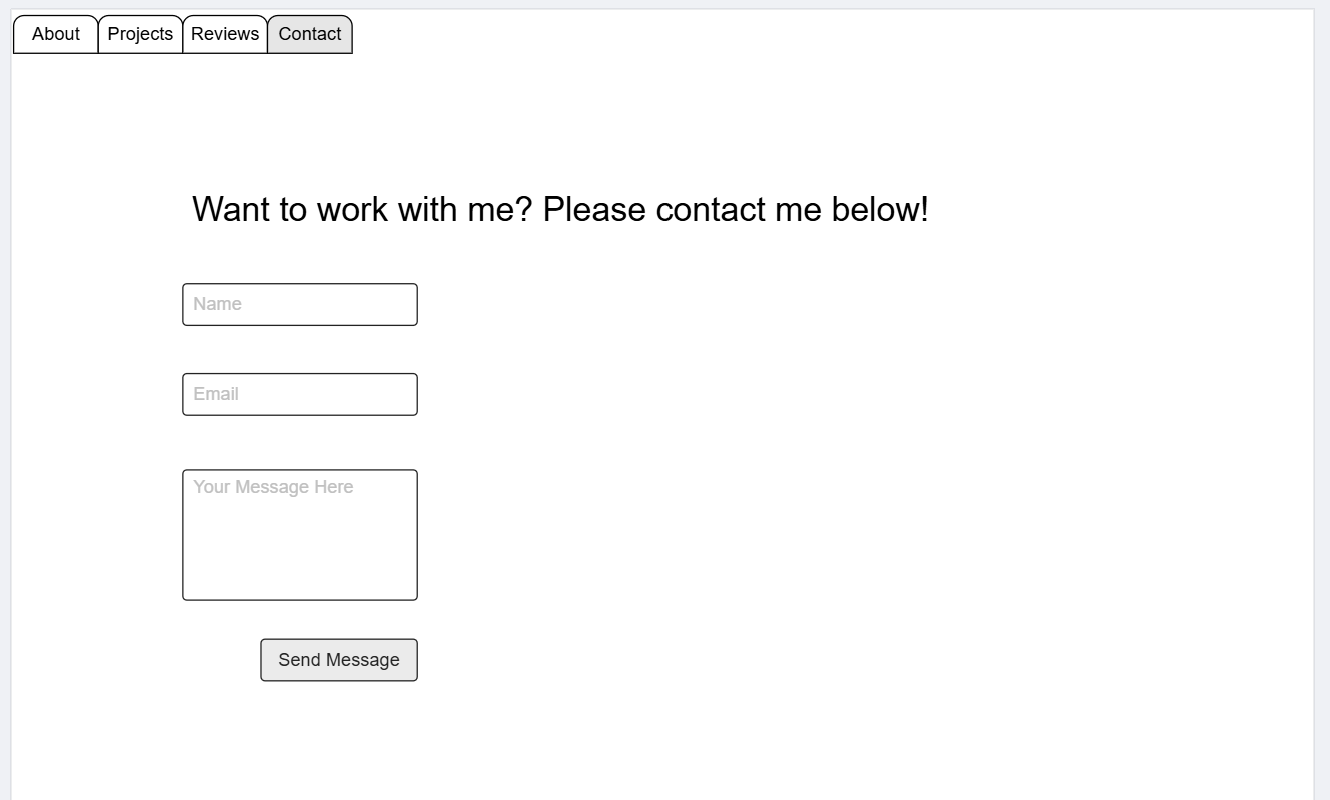 About Projects Reviews Contact
Want to work with me? Please contact me below!
Name
Email
Your Message Here
Send Message